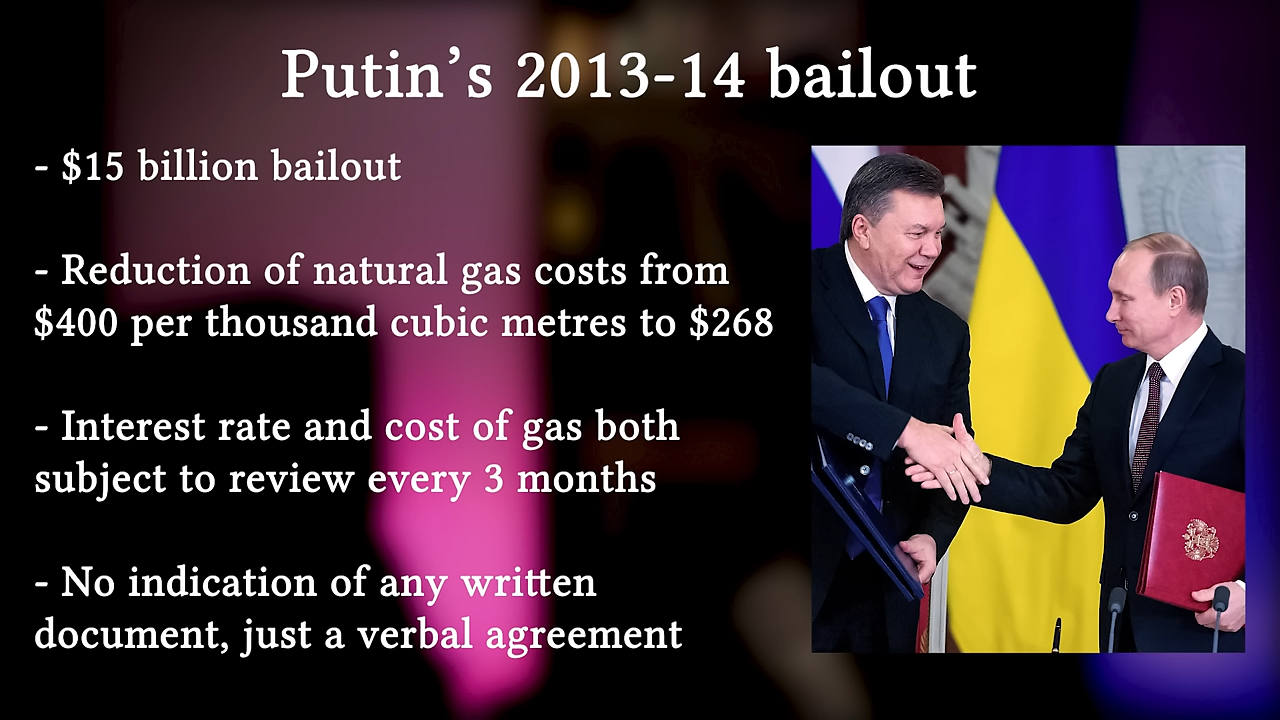 Putin’s 2013-14 bailout
- $15 billion bailout
- Reduction of natural gas costs from
$400 per thousand cubic metres to $268
- Interest rate and cost of gas both
subject to review every 3 months
- No indication of any written
document, just a verbal agreement